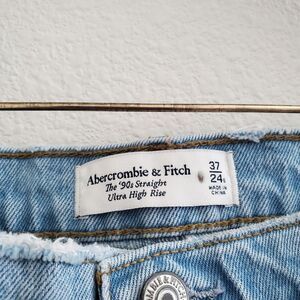 Abercrombie & Fitch
The '90s Straight
Ultra High Rise
37
24
MADE IN
CHINA